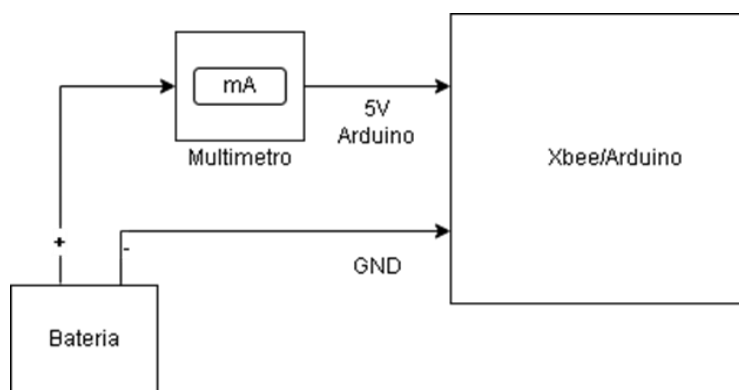 mA
Multimetro
5V
Arduino
Xbee/Arduino
+
-
GND
Bateria